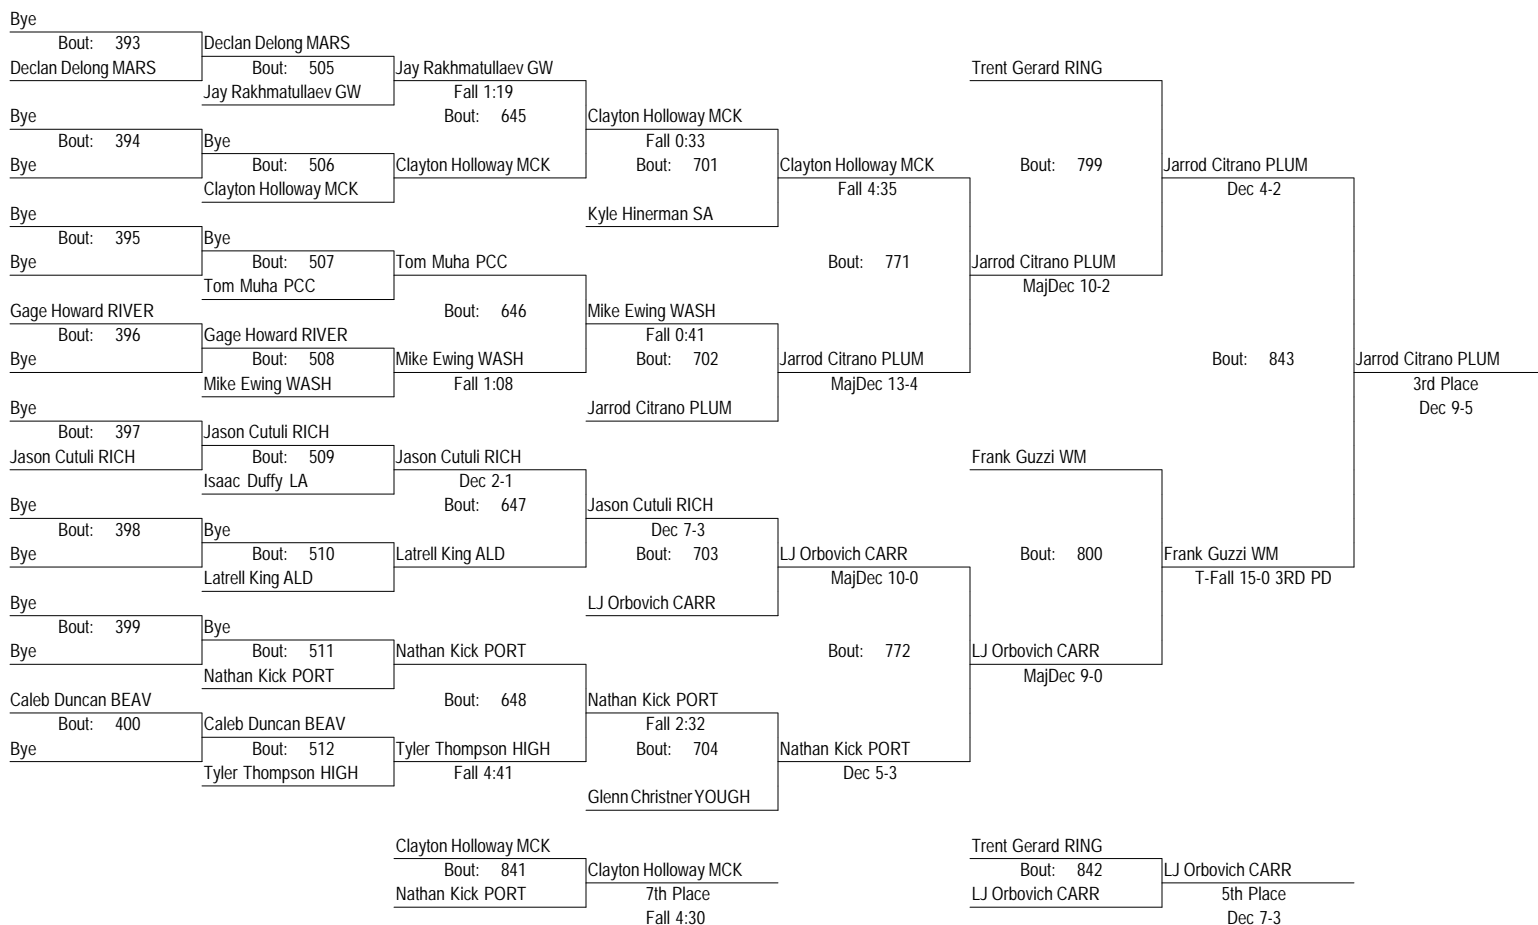 Bye
Bout: 393
Declan Delong MARS
Declan Delong MARS
Bout: 505
Jay Rakhmatullaev GW
Jay Rakhmatullaev GW
Fall 1:19
Bout: 645
Bye
Bout: 394
Bye
Bye
Bout: 506
Clayton Holloway MCK
Clayton Holloway MCK
Clayton Holloway MCK
Fall 0:33
Bout: 701
Kyle Hinerman SA
Clayton Holloway MCK
Fall 4:35
Bye
Bout: 395
Bye
Bye
Bout: 507
Tom Muha PCC
Tom Muha PCC
Bout: 646
Gage Howard RIVER
Bout: 396
Bye
Gage Howard RIVER
Bout: 508
Mike Ewing WASH
Mike Ewing WASH
Fall 1:08
Mike Ewing WASH
Fall 0:41
Bout: 702
Jarrod Citrano PLUM
Jarrod Citrano PLUM
MajDec 13-4
Bout: 771
Jarrod Citrano PLUM
MajDec 10-2
Trent Gerard RING
Bout: 799
Jarrod Citrano PLUM
Dec 4-2
Bye
Bout: 397
Jason Cutuli RICH
Jason Cutuli RICH
Bout: 509
Isaac Duffy LA
Jason Cutuli RICH
Dec 2-1
Bout: 647
Bye
Bout: 398
Bye
Bye
Bout: 510
Latrell King ALD
Latrell King ALD
Jason Cutuli RICH
Dec 7-3
Bout: 703
LJ Orbovich CARR
LJ Orbovich CARR
MajDec 10-0
Bye
Bout: 399
Bye
Bye
Bout: 511
Nathan Kick PORT
Nathan Kick PORT
Bout: 648
Caleb Duncan BEAV
Bout: 400
Bye
Caleb Duncan BEAV
Bout: 512
Tyler Thompson HIGH
Tyler Thompson HIGH
Fall 4:41
Nathan Kick PORT
Fall 2:32
Bout: 704
Glenn Christner YOUGH
Nathan Kick PORT
Dec 5-3
Bout: 772
LJ Orbovich CARR
MajDec 9-0
Frank Guzzi WM
Bout: 800
Frank Guzzi WM
T-Fall 15-0 3RD PD
Bout: 843
Jarrod Citrano PLUM
3rd Place
Dec 9-5
Clayton Holloway MCK
Bout: 841
Nathan Kick PORT
Clayton Holloway MCK
7th Place
Fall 4:30
Trent Gerard RING
Bout: 842
LJ Orbovich CARR
LJ Orbovich CARR
5th Place
Dec 7-3